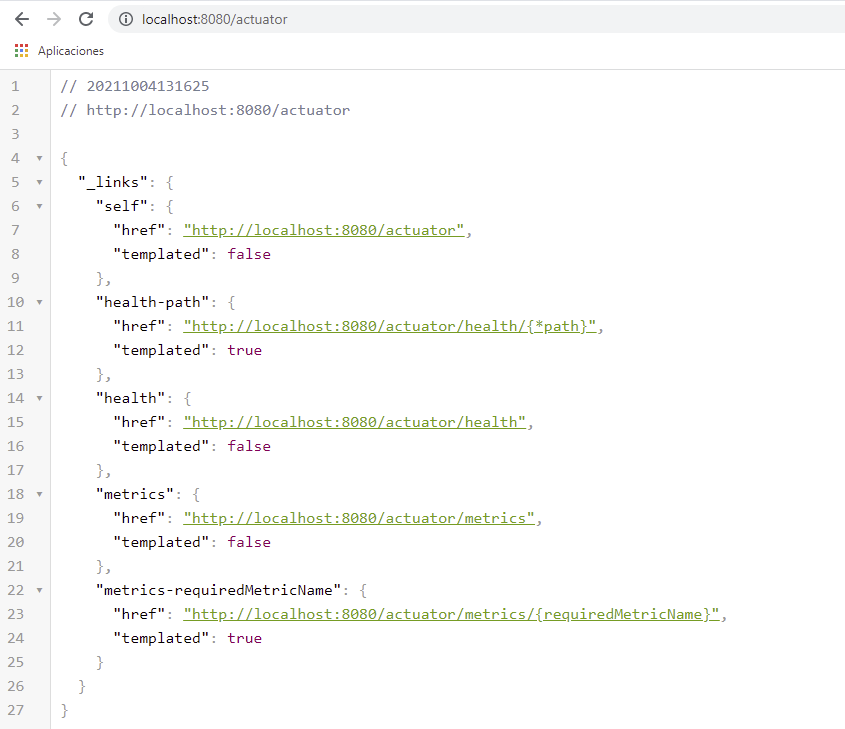 localhost:8080/actuator
Aplicaciones
1 // 20211004131625
2 // http://localhost:8080/actuator
3
4 {
5 "_links": {
6 "self": {
7 "href": "http://localhost:8080/actuator",
8 "templated": false
9 },
10 "health-path": {
11 "href": "http://localhost:8080/actuator/health/{*path}",
12 "templated": true
13 },
14 "health": {
15 "href": "http://localhost:8080/actuator/health",
16 "templated": false
17 },
18 "metrics": {
19 "href": "http://localhost:8080/actuator/metrics",
20 "templated": false
21 },
22 "metrics-requiredMetricName": {
23 "href": "http://localhost:8080/actuator/metrics/{requiredMetricName}",
24 "templated": true
25 }
26 }
27 }